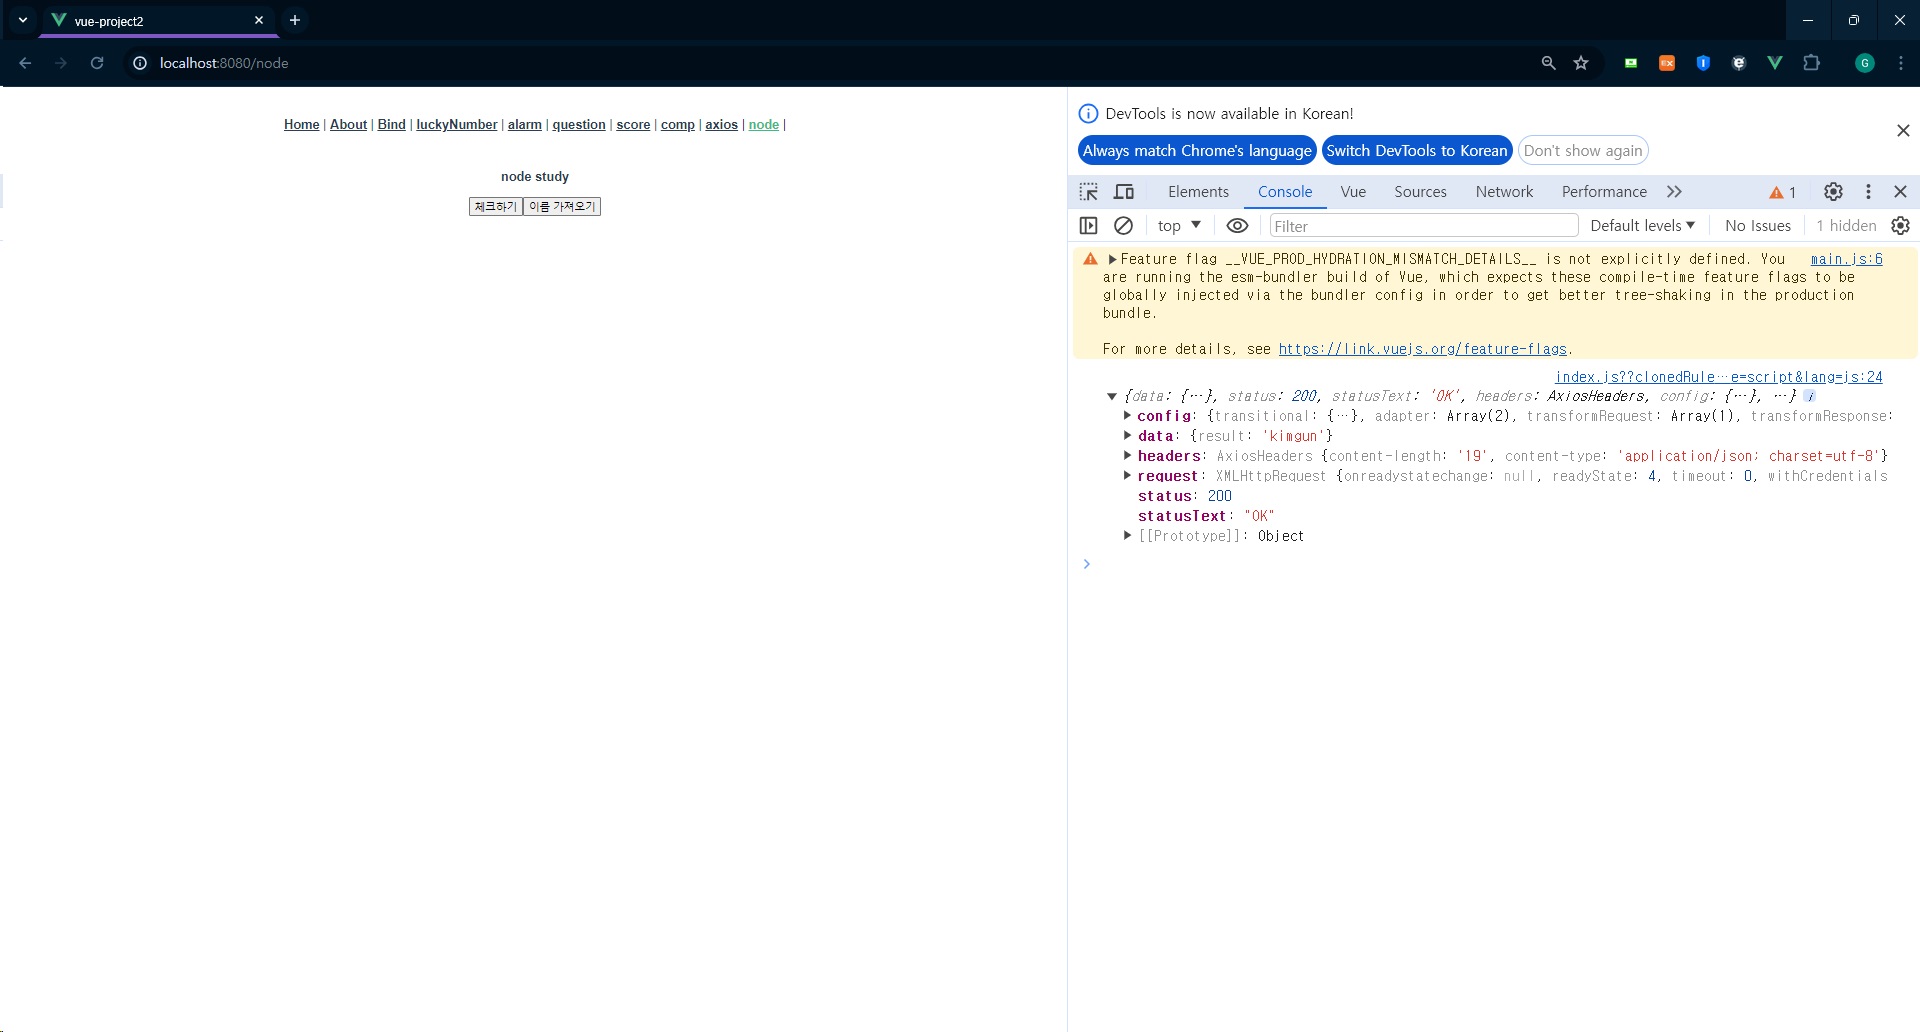 vue-project2
localhost:8080/node
G
Home | About | Bind | luckyNumber | alarm | question | score | comp | axios | node |
node study
체크하기 이름 가져오기
DevTools is now available in Korean!
Always match Chrome's language Switch DevTools to Korean Don't show again
Elements Console Vue Sources Network Performance 1
top Filter Default levels No Issues 1 hidden
Feature flag __VUE_PROD_HYDRATION_MISMATCH_DETAILS__ is not explicitly defined. You main.js:6
are running the esm-bundler build of Vue, which expects these compile-time feature flags to be
globally injected via the bundler config in order to get better tree-shaking in the production
bundle.
For more details, see https://link.vuejs.org/feature-flags.
index.js??clonedRule…e=script&lang=js:24
{data: {…}, status: 200, statusText: 'OK', headers: AxiosHeaders, config: {…}, …} i
config: {transitional: {…}, adapter: Array(2), transformRequest: Array(1), transformResponse:
data: {result: 'kimgun'}
headers: AxiosHeaders {content-length: '19', content-type: 'application/json; charset=utf-8'}
request: XMLHttpRequest {onreadystatechange: null, readyState: 4, timeout: 0, withCredentials
status: 200
statusText: "OK"
[[Prototype]]: Object